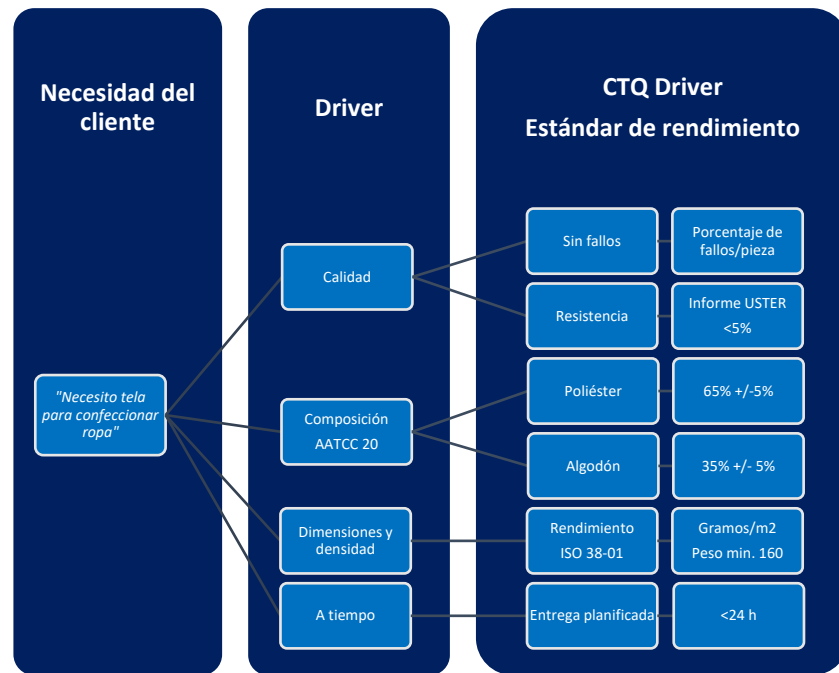 Necesidad del
cliente
Driver
CTQ Driver
Estándar de rendimiento
"Necesito tela
para confeccionar
ropa"
Calidad
Sin fallos
Porcentaje de
fallos/pieza
Resistencia
Informe USTER
<5%
Composición
AATCC 20
Poliéster
65% +/-5%
Algodón
35% +/- 5%
Dimensiones y
densidad
Rendimiento
ISO 38-01
Gramos/m2
Peso min. 160
A tiempo
Entrega planificada
<24 h